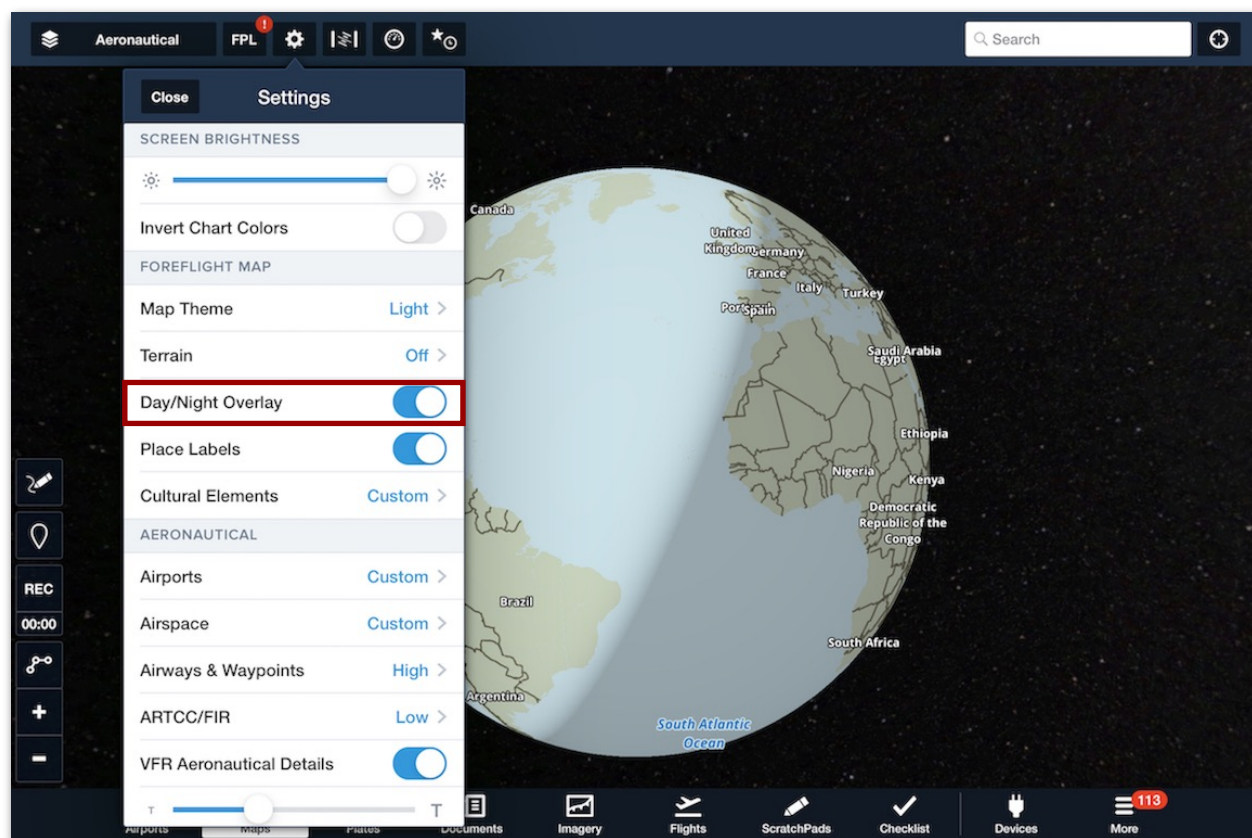 Aeronautical
FPL
!
Search
Close
Settings
SCREEN BRIGHTNESS
Invert Chart Colors
FOREFLIGHT MAP
Map Theme Light >
Terrain Off >
Day/Night Overlay
Place Labels
Cultural Elements Custom >
AERONAUTICAL
Airports Custom >
Airspace Custom >
Airways & Waypoints High >
ARTCC/FIR Low >
VFR Aeronautical Details
T T
REC
00:00
+
−
Canada
United
Kingdom
Germany
France
Italy
Turkey
Portugal
Spain
Saudi Arabia
Egypt
Ethiopia
Nigeria
Kenya
Democratic
Republic of the
Congo
Brazil
South Africa
Argentina
South Atlantic
Ocean
Airports Maps Plates Documents Imagery Flights ScratchPads Checklist Devices More
113